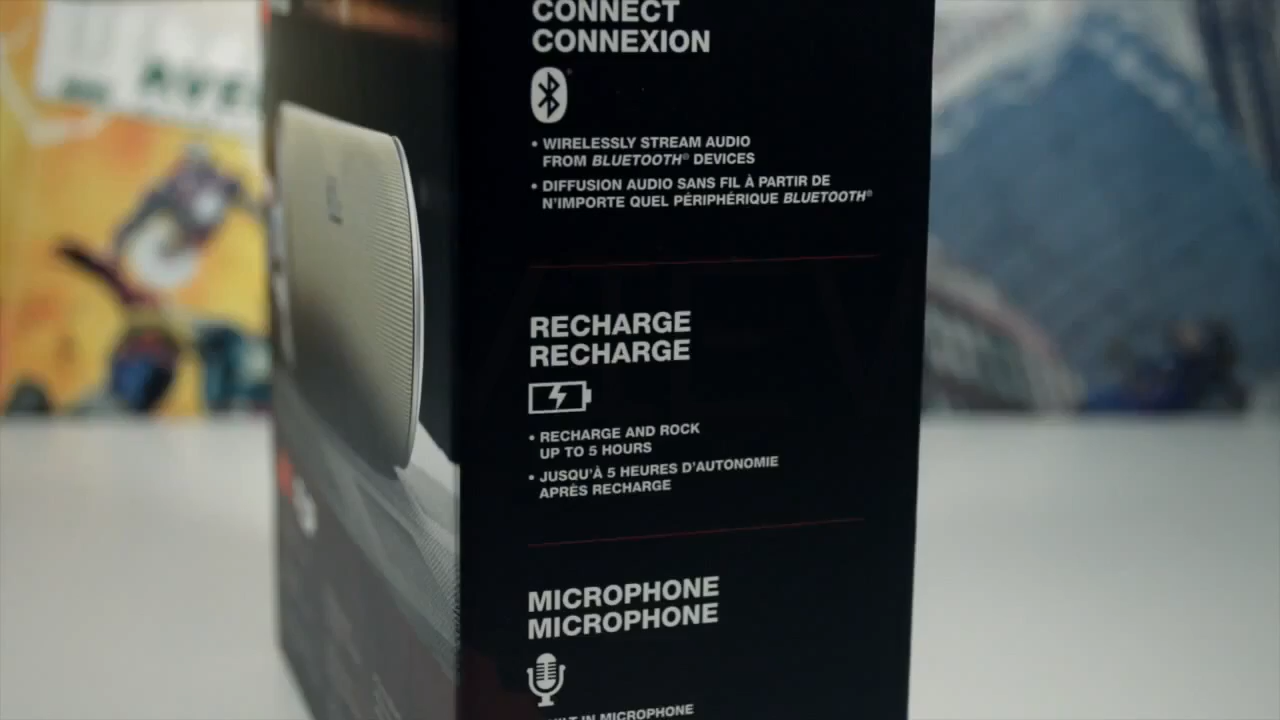 CONNECT
CONNEXION
• WIRELESSLY STREAM AUDIO
FROM BLUETOOTH® DEVICES
• DIFFUSION AUDIO SANS FIL À PARTIR DE
N'IMPORTE QUEL PÉRIPHÉRIQUE BLUETOOTH®
RECHARGE
RECHARGE
• RECHARGE AND ROCK
UP TO 5 HOURS
• JUSQU'À 5 HEURES D'AUTONOMIE
APRÈS RECHARGE
MICROPHONE
MICROPHONE
IN MICROPHONE